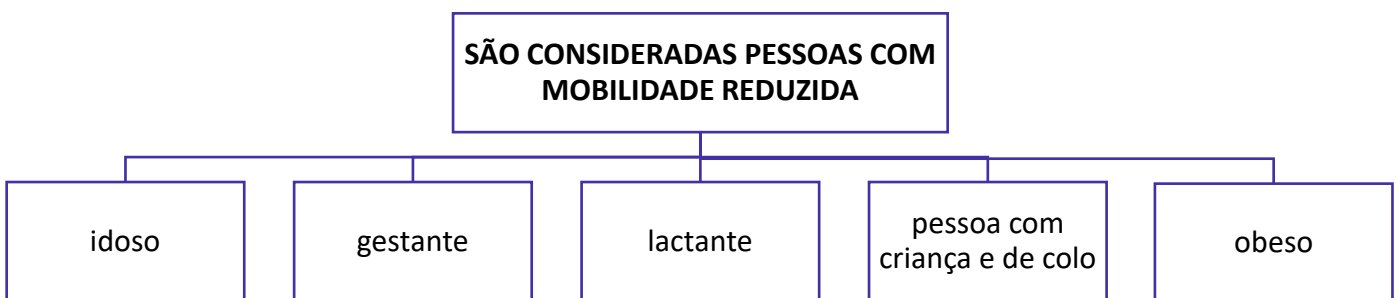 SÃO CONSIDERADAS PESSOAS COM
MOBILIDADE REDUZIDA
idoso
gestante
lactante
pessoa com
criança e de colo
obeso